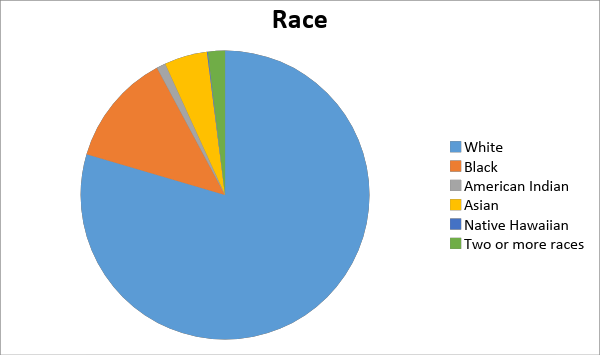 Race
White
Black
American Indian
Asian
Native Hawaiian
Two or more races